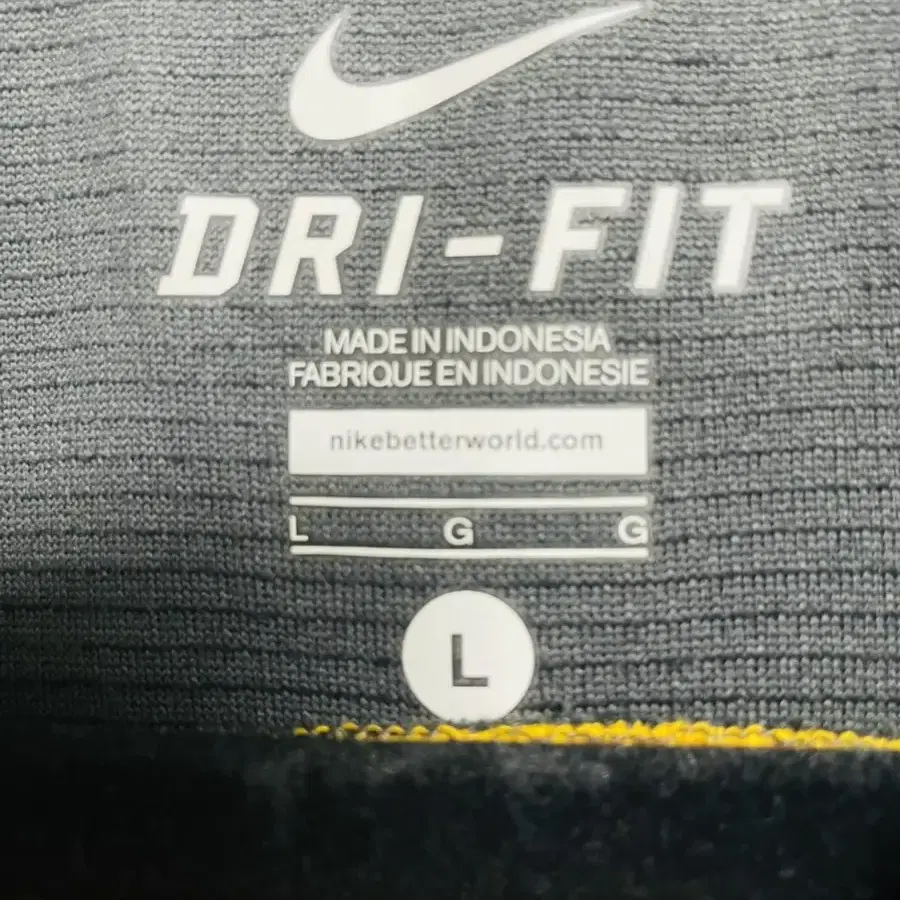 DRI-FIT
MADE IN INDONESIA
FABRIQUE EN INDONESIE
nikebetterworld.com
L G G
L